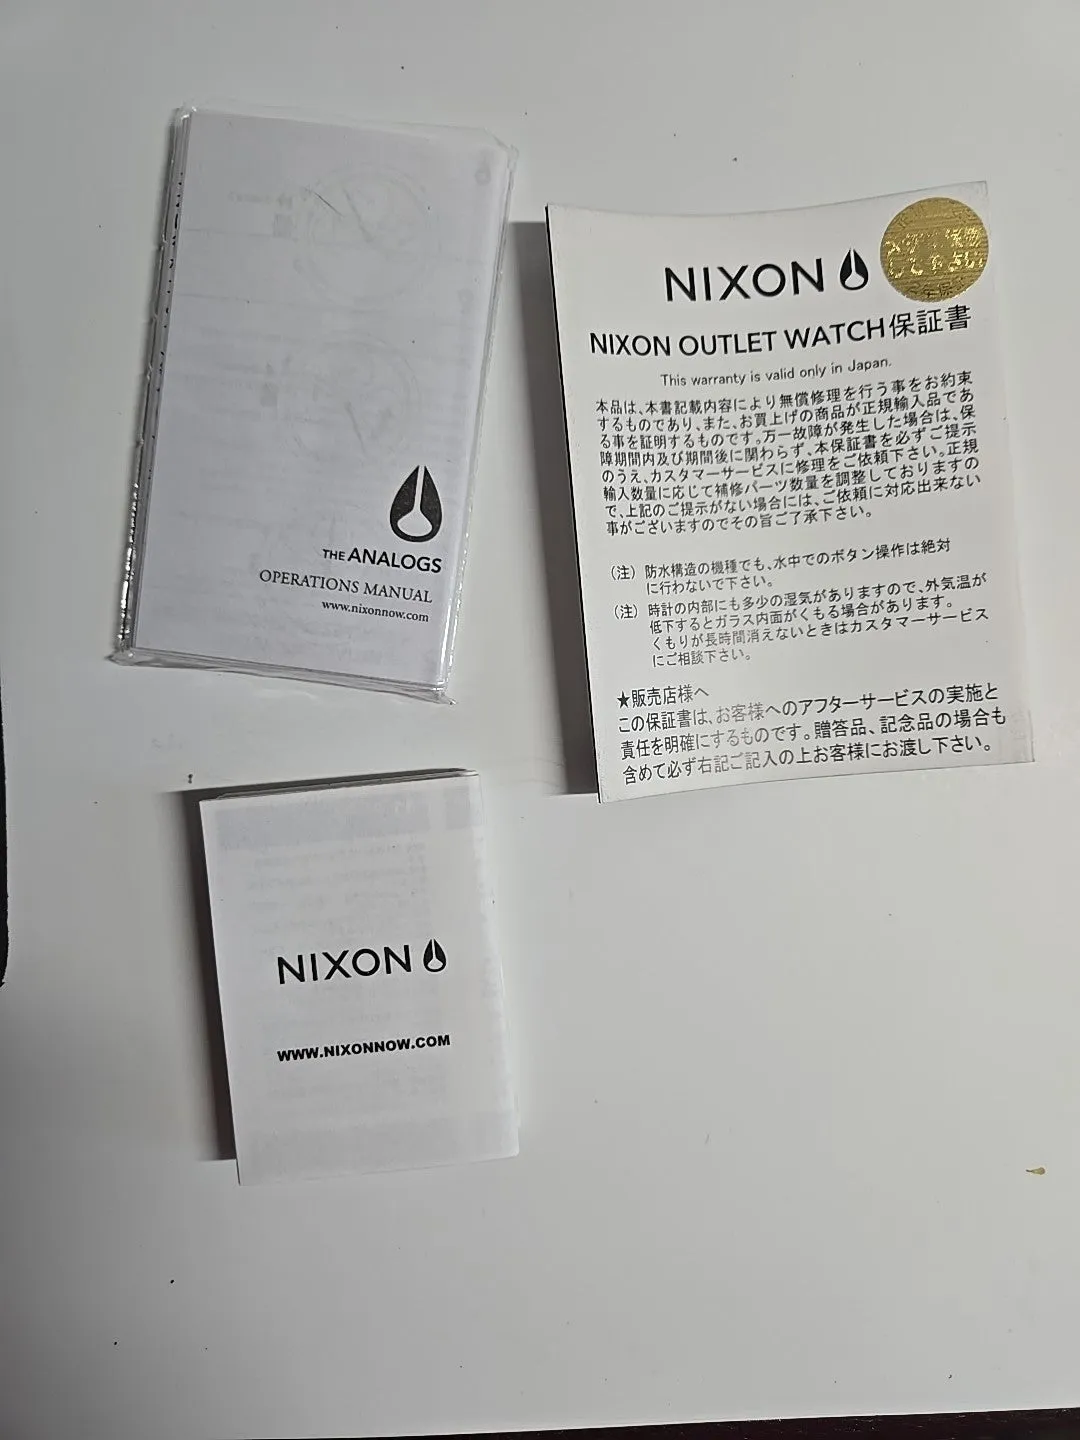 THE ANALOGS
OPERATIONS MANUAL
www.nixonnow.com
NIXON
NIXON OUTLET WATCH保証書
This warranty is valid only in Japan.
本品は、本書記載内容により無償修理を行う事をお約束
するものであり、また、お買上げの商品が正規輸入品であ
る事を証明するものです。万一故障が発生した場合は、保
障期間内及び期間後に関わらず、本保証書を必ずご提示
のうえ、カスタマーサービスに修理をご依頼下さい。正規
輸入数量に応じて補修パーツ数量を調整しておりますの
で、上記のご提示がない場合には、ご依頼に対応出来ない
事がございますのでその旨ご了承下さい。
（注） 防水構造の機種でも、水中でのボタン操作は絶対
に行わないで下さい。
（注） 時計の内部にも多少の湿気がありますので、外気温が
低下するとガラス内面がくもる場合があります。
くもりが長時間消えないときはカスタマーサービス
にご相談下さい。
★販売店様へ
この保証書は、お客様へのアフターサービスの実施と
責任を明確にするものです。贈答品、記念品の場合も
含めて必ず右記ご記入の上お客様にお渡し下さい。
NIXON
WWW.NIXONNOW.COM